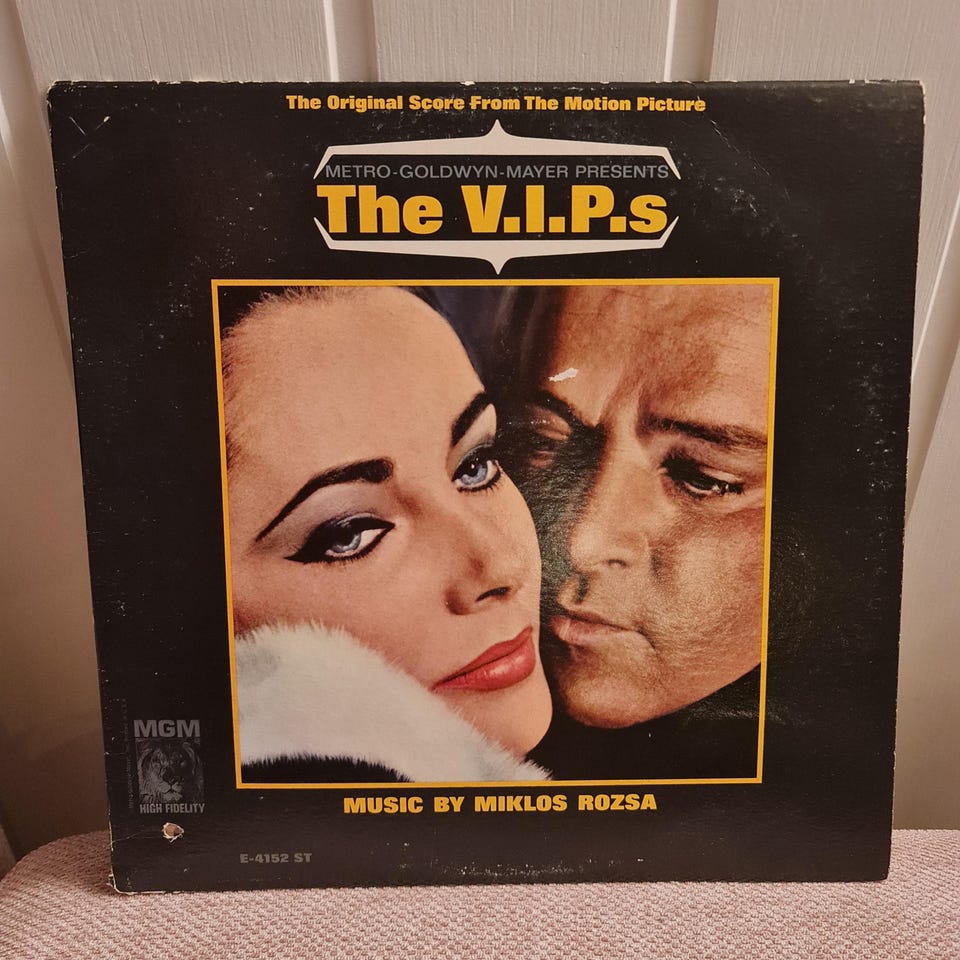 The Original Score From The Motion Picture
METRO-GOLDWYN-MAYER PRESENTS
The V.I.P.s
MGM
HIGH FIDELITY
MUSIC BY MIKLOS ROZSA
E-4152 ST